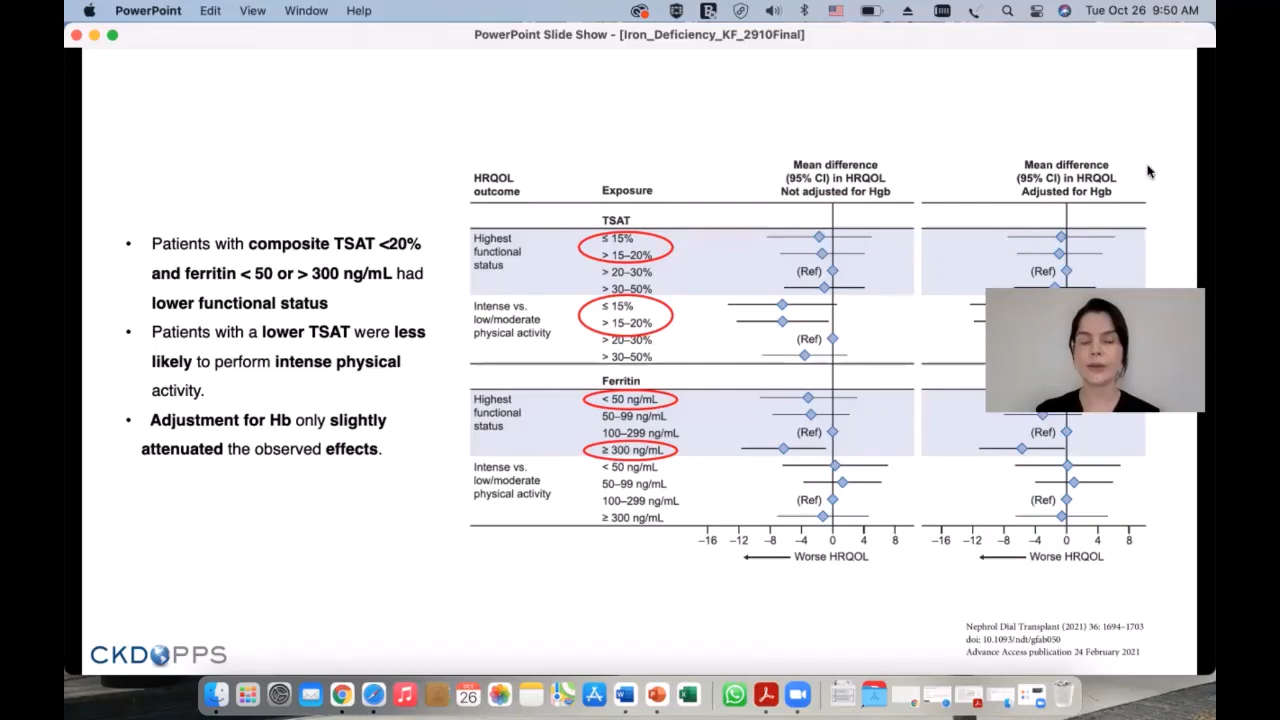 PowerPoint Edit View Window Help
Tue Oct 26 9:50 AM
PowerPoint Slide Show - [Iron_Deficiency_KF_2910Final]
• Patients with composite TSAT <20%
and ferritin < 50 or > 300 ng/mL had
lower functional status
• Patients with a lower TSAT were less
likely to perform intense physical
activity.
• Adjustment for Hb only slightly
attenuated the observed effects.
HRQOL
outcome
Exposure
Mean difference
(95% CI) in HRQOL
Not adjusted for Hgb
Mean difference
(95% CI) in HRQOL
Adjusted for Hgb
TSAT
Highest
functional
status
≤ 15%
> 15–20%
> 20–30% (Ref) (Ref)
> 30–50%
Intense vs.
low/moderate
physical activity
≤ 15%
> 15–20%
> 20–30% (Ref)
> 30–50%
Ferritin
Highest
functional
status
< 50 ng/mL
50–99 ng/mL
100–299 ng/mL (Ref) (Ref)
≥ 300 ng/mL
Intense vs.
low/moderate
physical activity
< 50 ng/mL
50–99 ng/mL
100–299 ng/mL (Ref) (Ref)
≥ 300 ng/mL
−16 −12 −8 −4 0 4 8
−16 −12 −8 −4 0 4 8
Worse HRQOL
Worse HRQOL
Nephrol Dial Transplant (2021) 36: 1694–1703
doi: 10.1093/ndt/gfab050
Advance Access publication 24 February 2021
CKDOPPS
OCT
26